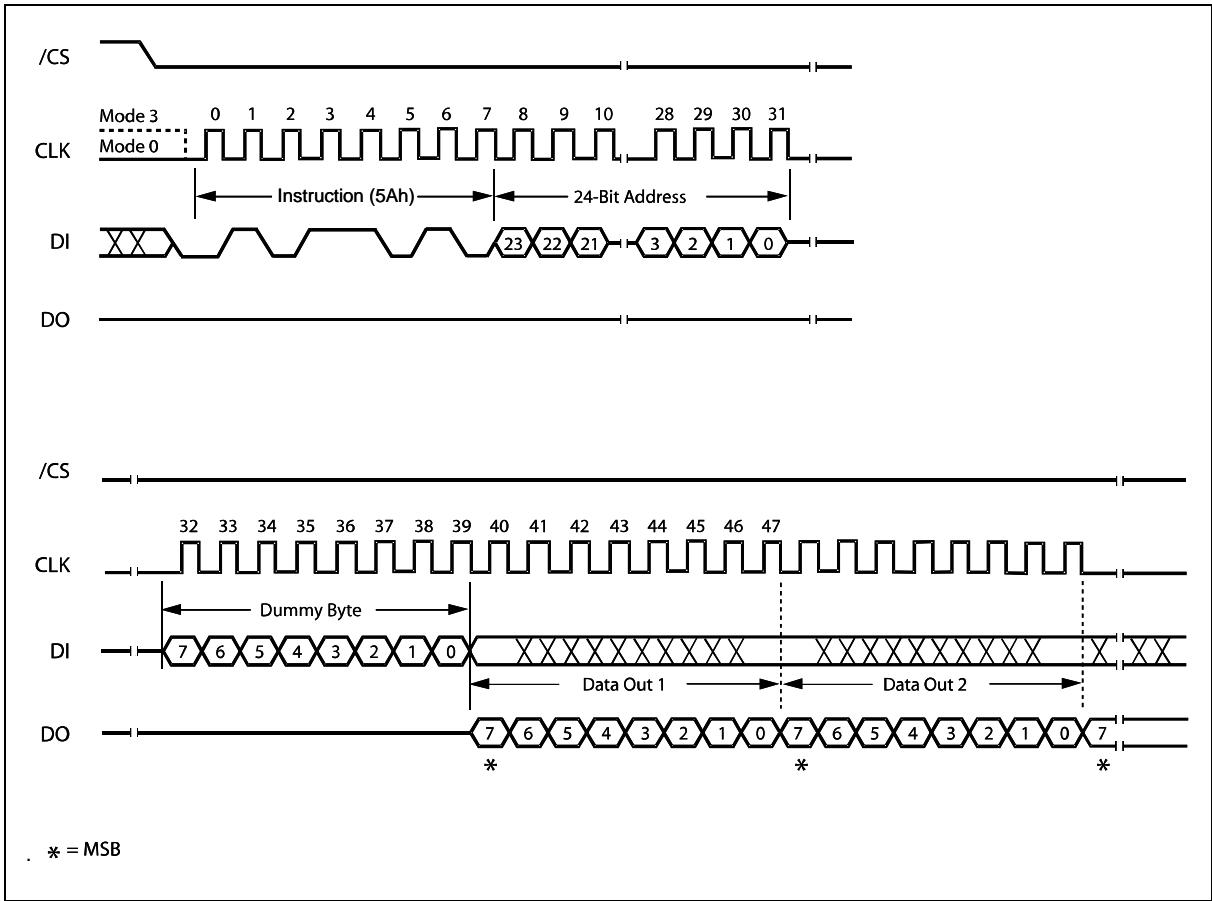 /CS
Mode 3
0 1 2 3 4 5 6 7 8 9 10 28 29 30 31
CLK
Mode 0
Instruction (5Ah)
24-Bit Address
DI
23 22 21 3 2 1 0
DO
/CS
32 33 34 35 36 37 38 39 40 41 42 43 44 45 46 47
CLK
Dummy Byte
DI
7 6 5 4 3 2 1 0
Data Out 1
Data Out 2
DO
7 6 5 4 3 2 1 0 7 6 5 4 3 2 1 0 7
* * *
. * = MSB